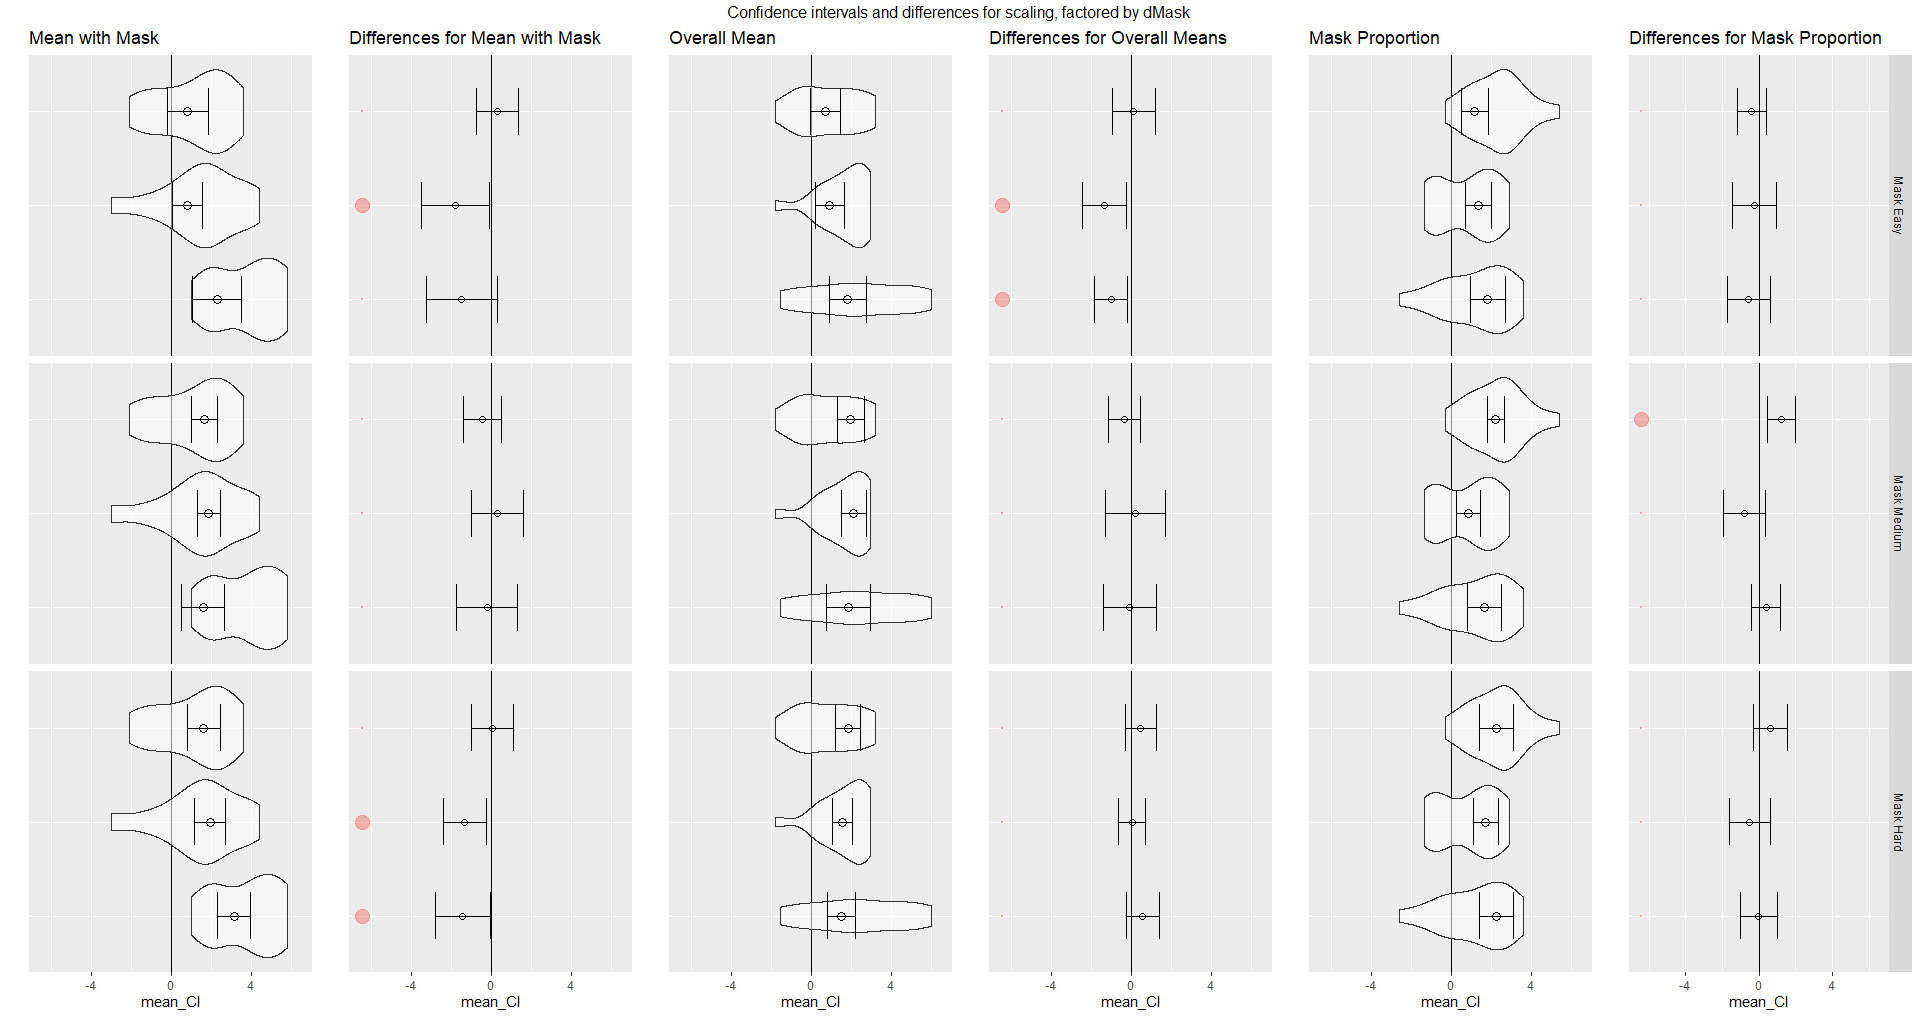 Confidence intervals and differences for scaling, factored by dMask
Mean with Mask
Differences for Mean with Mask
Overall Mean
Differences for Overall Means
Mask Proportion
Differences for Mask Proportion
Mask Easy
Mask Medium
Mask Hard
-4 0 4
-4 0 4
-4 0 4
-4 0 4
-4 0 4
-4 0 4
mean_CI
mean_CI
mean_CI
mean_CI
mean_CI
mean_CI